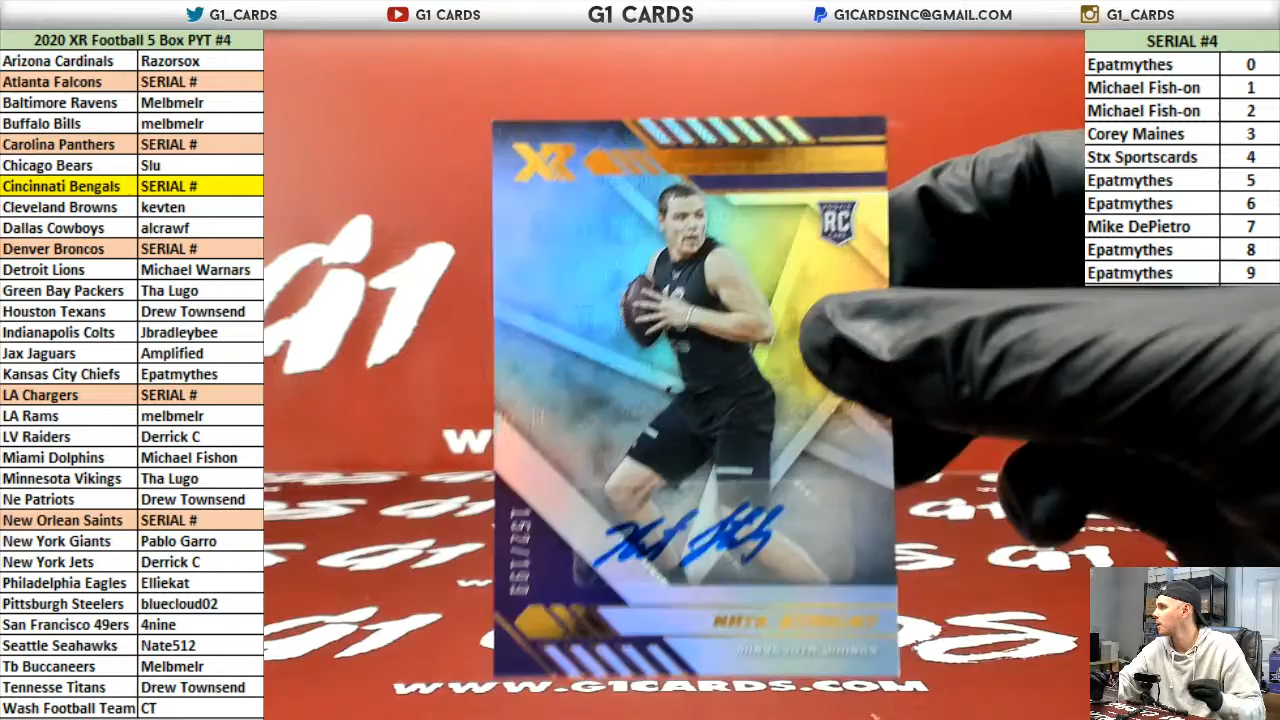 G1_CARDS
G1 CARDS
G1 CARDS
G1CARDSINC@GMAIL.COM
G1_CARDS
2020 XR Football 5 Box PYT #4
Arizona Cardinals Razorsox
Atlanta Falcons SERIAL #
Baltimore Ravens Melbmelr
Buffalo Bills melbmelr
Carolina Panthers SERIAL #
Chicago Bears Slu
Cincinnati Bengals SERIAL #
Cleveland Browns kevten
Dallas Cowboys alcrawf
Denver Broncos SERIAL #
Detroit Lions Michael Warnars
Green Bay Packers Tha Lugo
Houston Texans Drew Townsend
Indianapolis Colts Jbradleybee
Jax Jaguars Amplified
Kansas City Chiefs Epatmythes
LA Chargers SERIAL #
LA Rams melbmelr
LV Raiders Derrick C
Miami Dolphins Michael Fishon
Minnesota Vikings Tha Lugo
Ne Patriots Drew Townsend
New Orlean Saints SERIAL #
New York Giants Pablo Garro
New York Jets Derrick C
Philadelphia Eagles Elliekat
Pittsburgh Steelers bluecloud02
San Francisco 49ers 4nine
Seattle Seahawks Nate512
Tb Buccaneers Melbmelr
Tennesse Titans Drew Townsend
Wash Football Team CT
SERIAL #4
Epatmythes 0
Michael Fish-on 1
Michael Fish-on 2
Corey Maines 3
Stx Sportscards 4
Epatmythes 5
Epatmythes 6
Mike DePietro 7
Epatmythes 8
Epatmythes 9
XR
RC
157/199
NATE STANLEY
MINNESOTA VIKINGS
G1
WWW.G1CARDS.COM